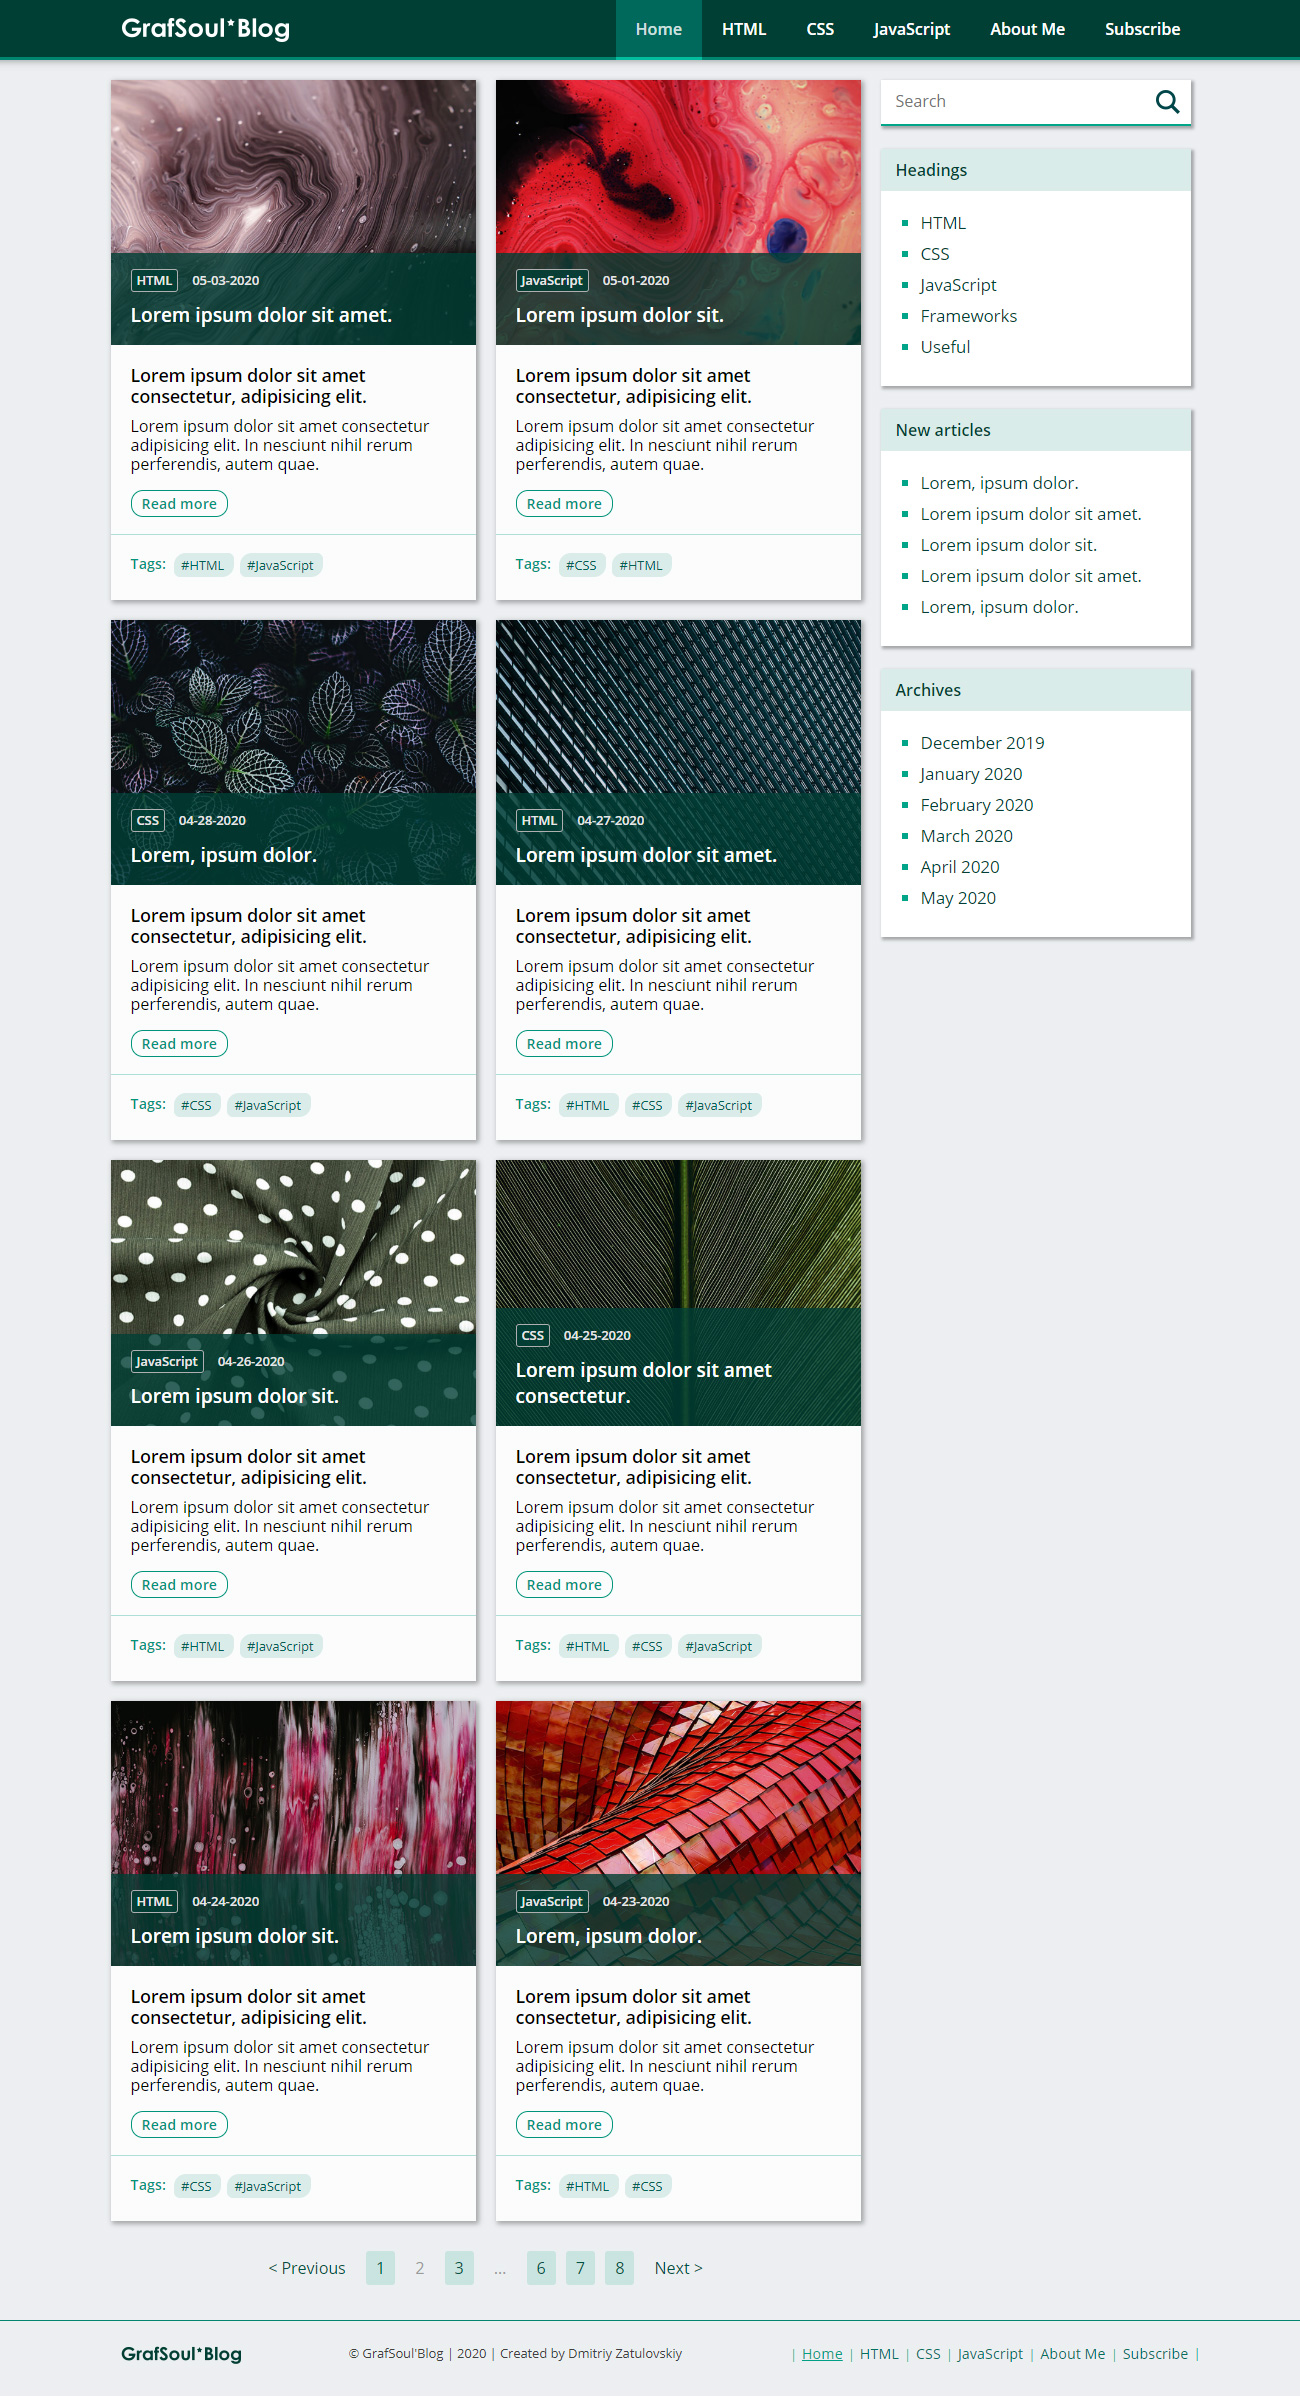 GrafSoul*Blog
Home HTML CSS JavaScript About Me Subscribe
HTML 05-03-2020
Lorem ipsum dolor sit amet.
Lorem ipsum dolor sit amet
consectetur, adipisicing elit.
Lorem ipsum dolor sit amet consectetur
adipisicing elit. In nesciunt nihil rerum
perferendis, autem quae.
Read more
Tags: #HTML #JavaScript
JavaScript 05-01-2020
Lorem ipsum dolor sit.
Lorem ipsum dolor sit amet
consectetur, adipisicing elit.
Lorem ipsum dolor sit amet consectetur
adipisicing elit. In nesciunt nihil rerum
perferendis, autem quae.
Read more
Tags: #CSS #HTML
CSS 04-28-2020
Lorem, ipsum dolor.
Lorem ipsum dolor sit amet
consectetur, adipisicing elit.
Lorem ipsum dolor sit amet consectetur
adipisicing elit. In nesciunt nihil rerum
perferendis, autem quae.
Read more
Tags: #CSS #JavaScript
HTML 04-27-2020
Lorem ipsum dolor sit amet.
Lorem ipsum dolor sit amet
consectetur, adipisicing elit.
Lorem ipsum dolor sit amet consectetur
adipisicing elit. In nesciunt nihil rerum
perferendis, autem quae.
Read more
Tags: #HTML #CSS #JavaScript
JavaScript 04-26-2020
Lorem ipsum dolor sit.
Lorem ipsum dolor sit amet
consectetur, adipisicing elit.
Lorem ipsum dolor sit amet consectetur
adipisicing elit. In nesciunt nihil rerum
perferendis, autem quae.
Read more
Tags: #HTML #JavaScript
CSS 04-25-2020
Lorem ipsum dolor sit amet
consectetur.
Lorem ipsum dolor sit amet
consectetur, adipisicing elit.
Lorem ipsum dolor sit amet consectetur
adipisicing elit. In nesciunt nihil rerum
perferendis, autem quae.
Read more
Tags: #HTML #CSS #JavaScript
HTML 04-24-2020
Lorem ipsum dolor sit.
Lorem ipsum dolor sit amet
consectetur, adipisicing elit.
Lorem ipsum dolor sit amet consectetur
adipisicing elit. In nesciunt nihil rerum
perferendis, autem quae.
Read more
Tags: #CSS #JavaScript
JavaScript 04-23-2020
Lorem, ipsum dolor.
Lorem ipsum dolor sit amet
consectetur, adipisicing elit.
Lorem ipsum dolor sit amet consectetur
adipisicing elit. In nesciunt nihil rerum
perferendis, autem quae.
Read more
Tags: #HTML #CSS
< Previous 1 2 3 ... 6 7 8 Next >
Search
Headings
HTML
CSS
JavaScript
Frameworks
Useful
New articles
Lorem, ipsum dolor.
Lorem ipsum dolor sit amet.
Lorem ipsum dolor sit.
Lorem ipsum dolor sit amet.
Lorem, ipsum dolor.
Archives
December 2019
January 2020
February 2020
March 2020
April 2020
May 2020
GrafSoul*Blog
© GrafSoul'Blog | 2020 | Created by Dmitriy Zatulovskiy
| Home | HTML | CSS | JavaScript | About Me | Subscribe |